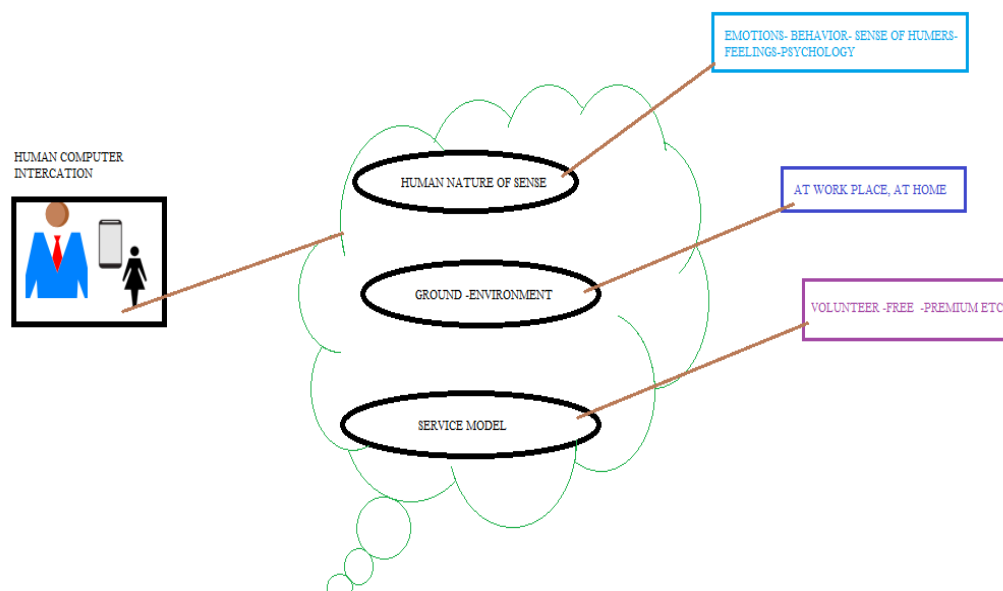 EMOTIONS- BEHAVIOR- SENSE OF HUMERS-
FEELINGS-PSYCHOLOGY
HUMAN COMPUTER
INTERCATION
HUMAN NATURE OF SENSE
AT WORK PLACE, AT HOME
GROUND -ENVIRONMENT
VOLUNTEER -FREE -PREMIUM ETC
SERVICE MODEL